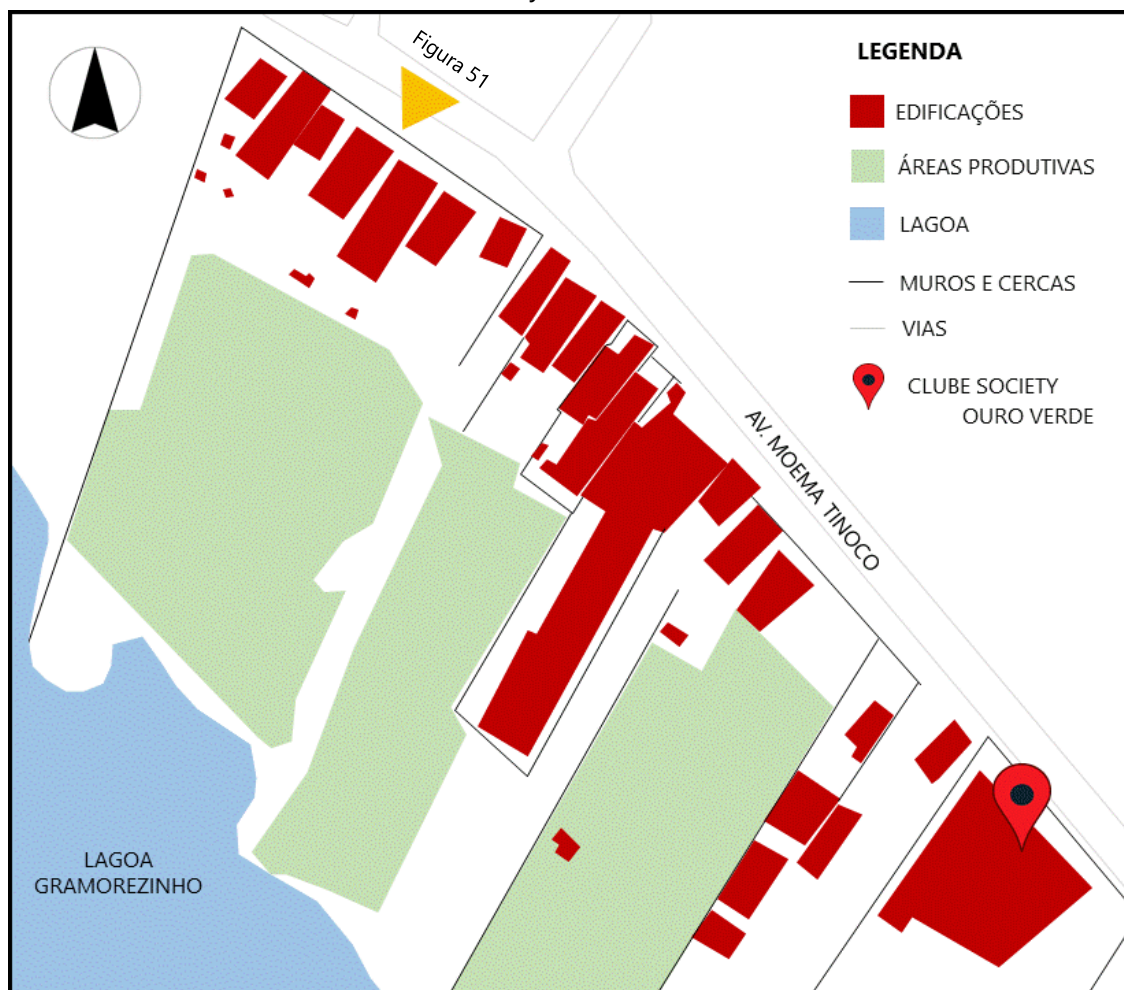 Figura 51
LEGENDA
EDIFICAÇÕES
ÁREAS PRODUTIVAS
LAGOA
MUROS E CERCAS
VIAS
CLUBE SOCIETY
OURO VERDE
AV. MOEMA TINOCO
LAGOA
GRAMOREZINHO